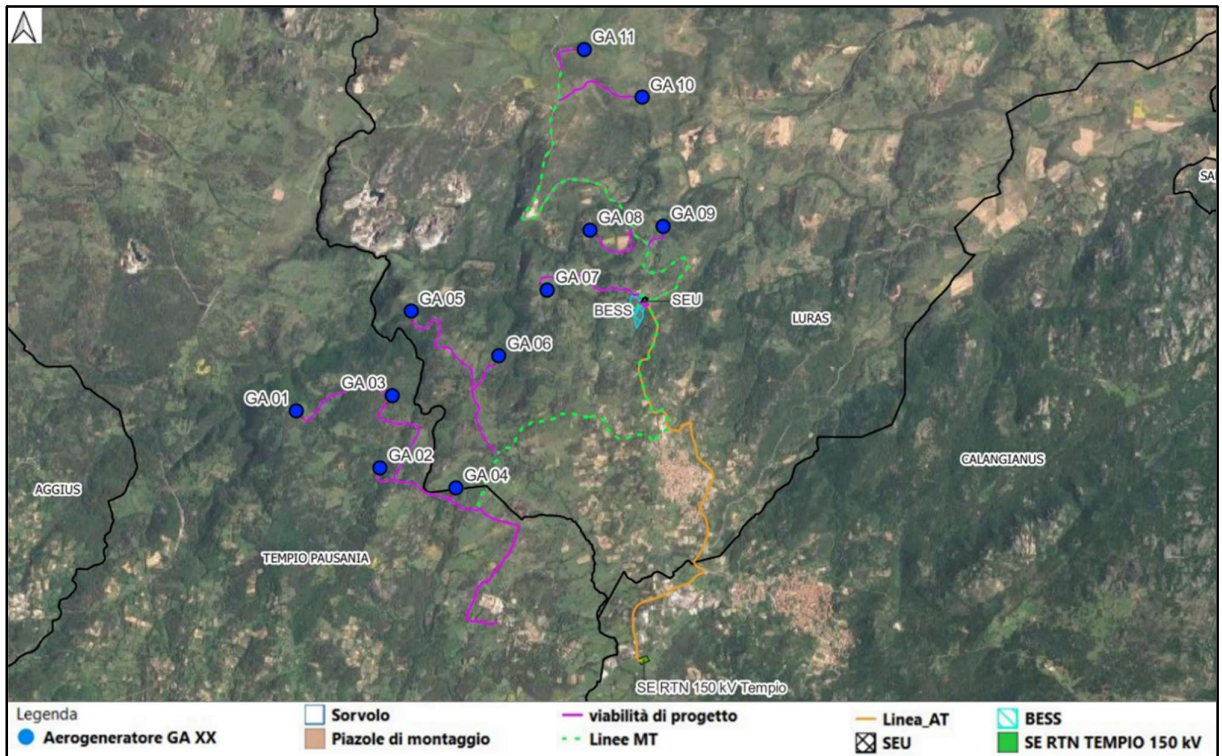 GA 11
GA 10
SA
GA 08
GA 09
GA 07
SEU
BESS
GA 05
LURAS
GA 06
GA 03
GA 01
CALANGIANUS
GA 02
GA 04
AGGIUS
TEMPIO PAUSANIA
SE RTN 150 kV Tempio
Legenda
Aerogeneratore GA XX
Sorvolo
Piazole di montaggio
viabilità di progetto
Linee MT
Linea_AT
SEU
BESS
SE RTN TEMPIO 150 kV